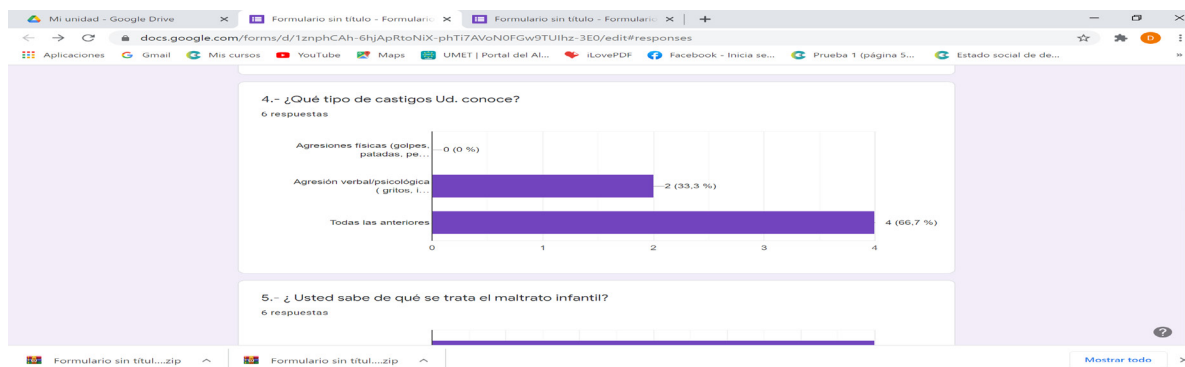 Mi unidad - Google Drive
Formulario sin título - Formulario
Formulario sin título - Formulario
docs.google.com/forms/d/1znphCAh-6hjApRtoNiX-phTi7AVoN0FGw9TUIhz-3E0/edit#responses
D
Aplicaciones
Gmail
Mis cursos
YouTube
Maps
UMET | Portal del Al...
iLovePDF
Facebook - Inicia se...
Prueba 1 (página 5...
Estado social de de...
4.- ¿Qué tipo de castigos Ud. conoce?
6 respuestas
Agresiones físicas (golpes,
patadas, pe...
0 (0 %)
Agresión verbal/psicológica
( gritos, i...
2 (33,3 %)
Todas las anteriores
4 (66,7 %)
0 1 2 3 4
5.- ¿ Usted sabe de qué se trata el maltrato infantil?
6 respuestas
Formulario sin títul....zip
Formulario sin títul....zip
Mostrar todo